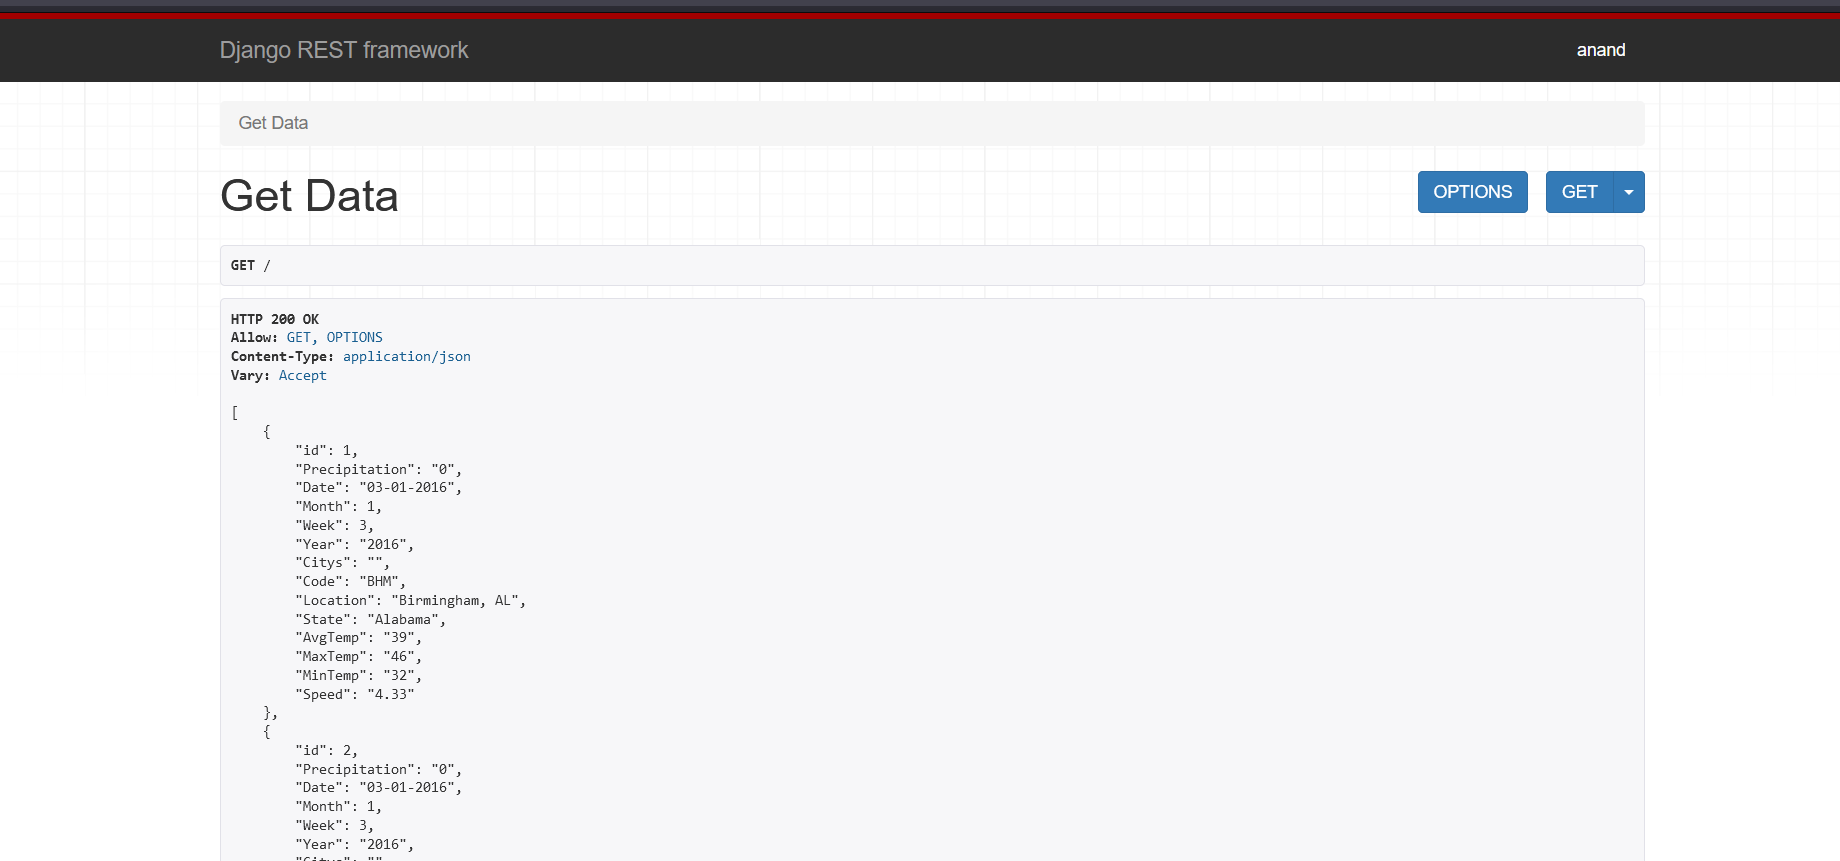 Django REST framework
anand
Get Data
Get Data
OPTIONS
GET
GET /
HTTP 200 OK
Allow: GET, OPTIONS
Content-Type: application/json
Vary: Accept
[
    {
        "id": 1,
        "Precipitation": "0",
        "Date": "03-01-2016",
        "Month": 1,
        "Week": 3,
        "Year": "2016",
        "Citys": "",
        "Code": "BHM",
        "Location": "Birmingham, AL",
        "State": "Alabama",
        "AvgTemp": "39",
        "MaxTemp": "46",
        "MinTemp": "32",
        "Speed": "4.33"
    },
    {
        "id": 2,
        "Precipitation": "0",
        "Date": "03-01-2016",
        "Month": 1,
        "Week": 3,
        "Year": "2016",